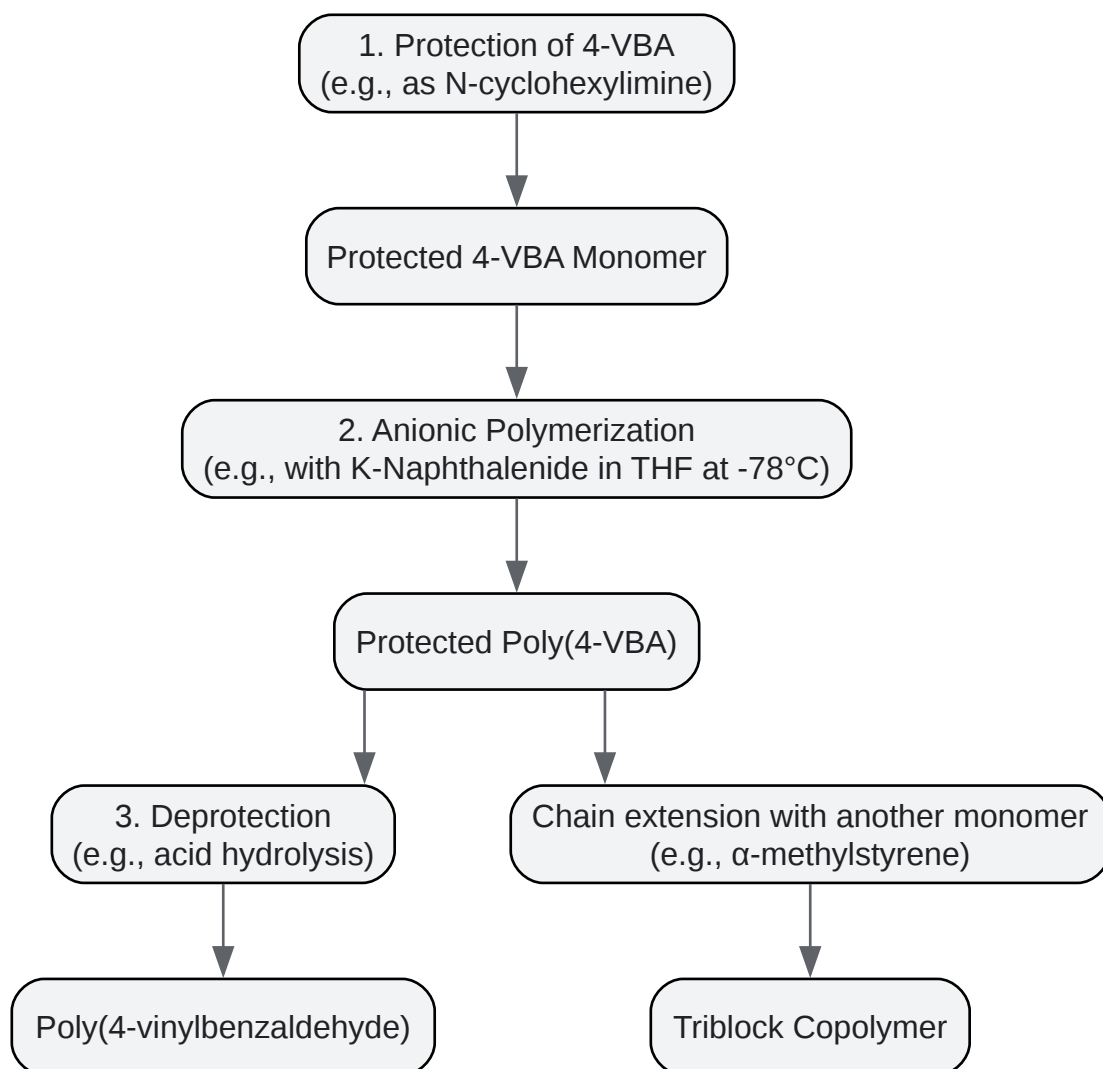 1. Protection of 4-VBA
(e.g., as N-cyclohexylimine)
Protected 4-VBA Monomer
2. Anionic Polymerization
(e.g., with K-Naphthalenide in THF at -78°C)
Protected Poly(4-VBA)
3. Deprotection
(e.g., acid hydrolysis)
Chain extension with another monomer
(e.g., α-methylstyrene)
Poly(4-vinylbenzaldehyde)
Triblock Copolymer